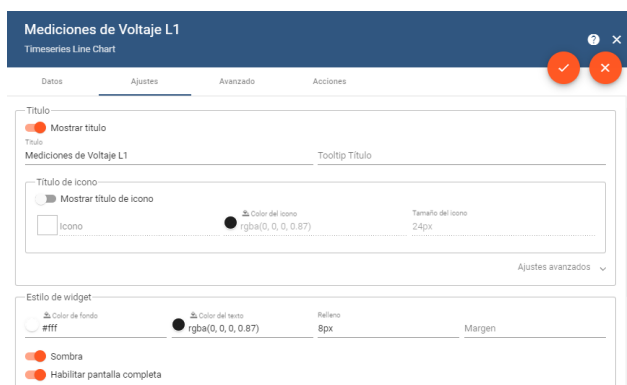 Mediciones de Voltaje L1
Timeseries Line Chart
Datos Ajustes Avanzado Acciones
Titulo
Mostrar titulo
Titulo
Mediciones de Voltaje L1 Tooltip Título
Título de icono
Mostrar título de icono
Color del icono Tamaño del icono
Icono rgba(0, 0, 0, 0.87) 24px
Ajustes avanzados
Estilo de widget
Color de fondo Color del texto Relleno
#fff rgba(0, 0, 0, 0.87) 8px Margen
Sombra
Habilitar pantalla completa